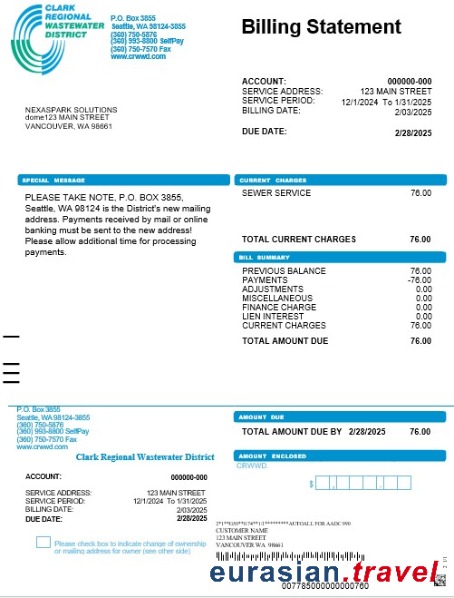 CLARK
REGIONAL
WASTEWATER
DISTRICT
P.O. Box 3855
Seattle, WA 98124-3855
(360) 750-5876
(360) 993-8800 SelfPay
(360) 750-7570 Fax
www.crwwd.com
Billing Statement
ACCOUNT: 000000-000
SERVICE ADDRESS: 123 MAIN STREET
SERVICE PERIOD: 12/1/2024 To 1/31/2025
BILLING DATE: 2/03/2025
DUE DATE: 2/28/2025
NEXASPARK SOLUTIONS
dome123 MAIN STREET
VANCOUVER, WA 98661
SPECIAL MESSAGE
PLEASE TAKE NOTE, P.O. BOX 3855,
Seattle, WA 98124 is the District's new mailing
address. Payments received by mail or online
banking must be sent to the new address!
Please allow additional time for processing
payments.
CURRENT CHARGES
SEWER SERVICE 76.00
TOTAL CURRENT CHARGES 76.00
BILL SUMMARY
PREVIOUS BALANCE 76.00
PAYMENTS -76.00
ADJUSTMENTS 0.00
MISCELLANEOUS 0.00
FINANCE CHARGE 0.00
LIEN INTEREST 0.00
CURRENT CHARGES 76.00
TOTAL AMOUNT DUE 76.00
P.O. Box 3855
Seattle, WA 98124-3855
(360) 750-5876
(360) 993-8800 SelfPay
(360) 750-7570 Fax
www.crwwd.com
Clark Regional Wastewater District
ACCOUNT: 000000-000
SERVICE ADDRESS: 123 MAIN STREET
SERVICE PERIOD: 12/1/2024 To 1/31/2025
BILLING DATE: 2/03/2025
DUE DATE: 2/28/2025
Please check box to indicate change of ownership
or mailing address for owner (see other side)
AMOUNT DUE
TOTAL AMOUNT DUE BY 2/28/2025 76.00
AMOUNT ENCLOSED
CRWWD.
$
AUTOALL FOR AADC 990
CUSTOMER NAME
123 MAIN STREET
VANCOUVER WA 98661
eurasian.travel